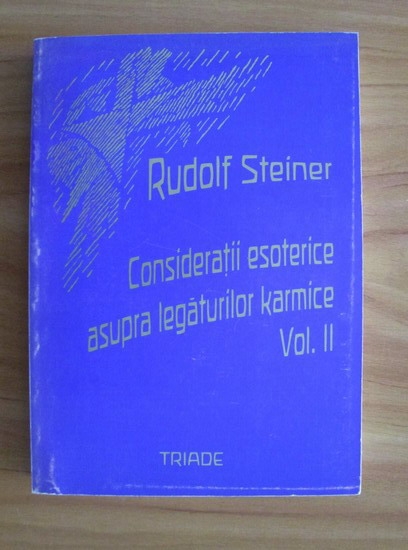 Rudolf Steiner
Considerații esoterice
asupra legăturilor karmice
Vol. II
TRIADE